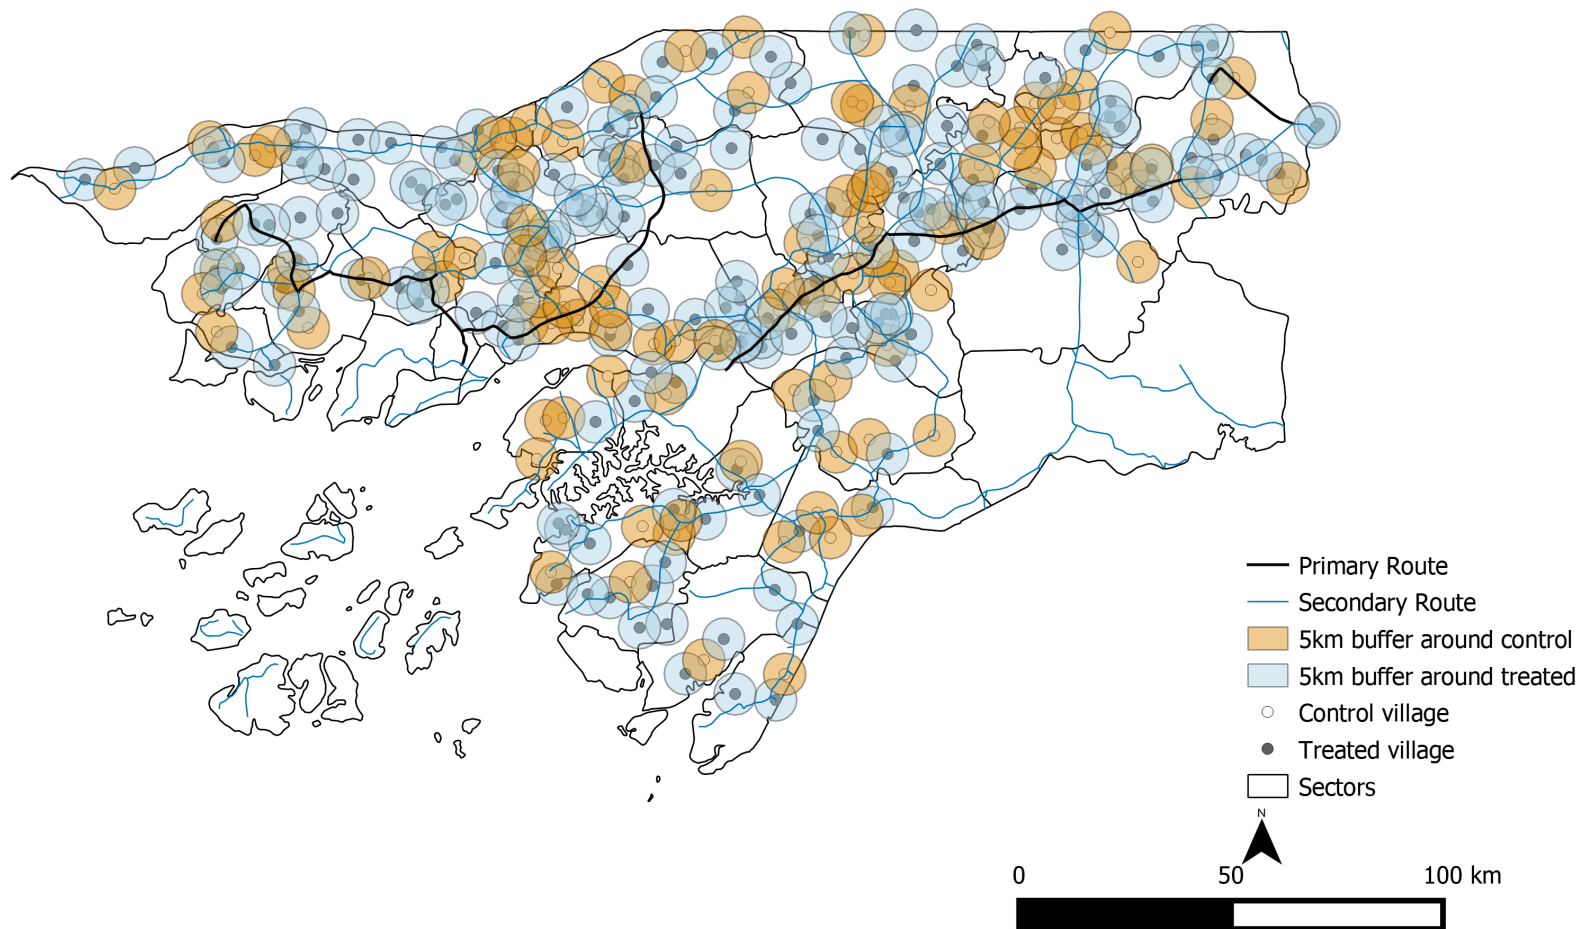 Primary Route
Secondary Route
5km buffer around control
5km buffer around treated
Control village
Treated village
Sectors
N
0 50 100 km